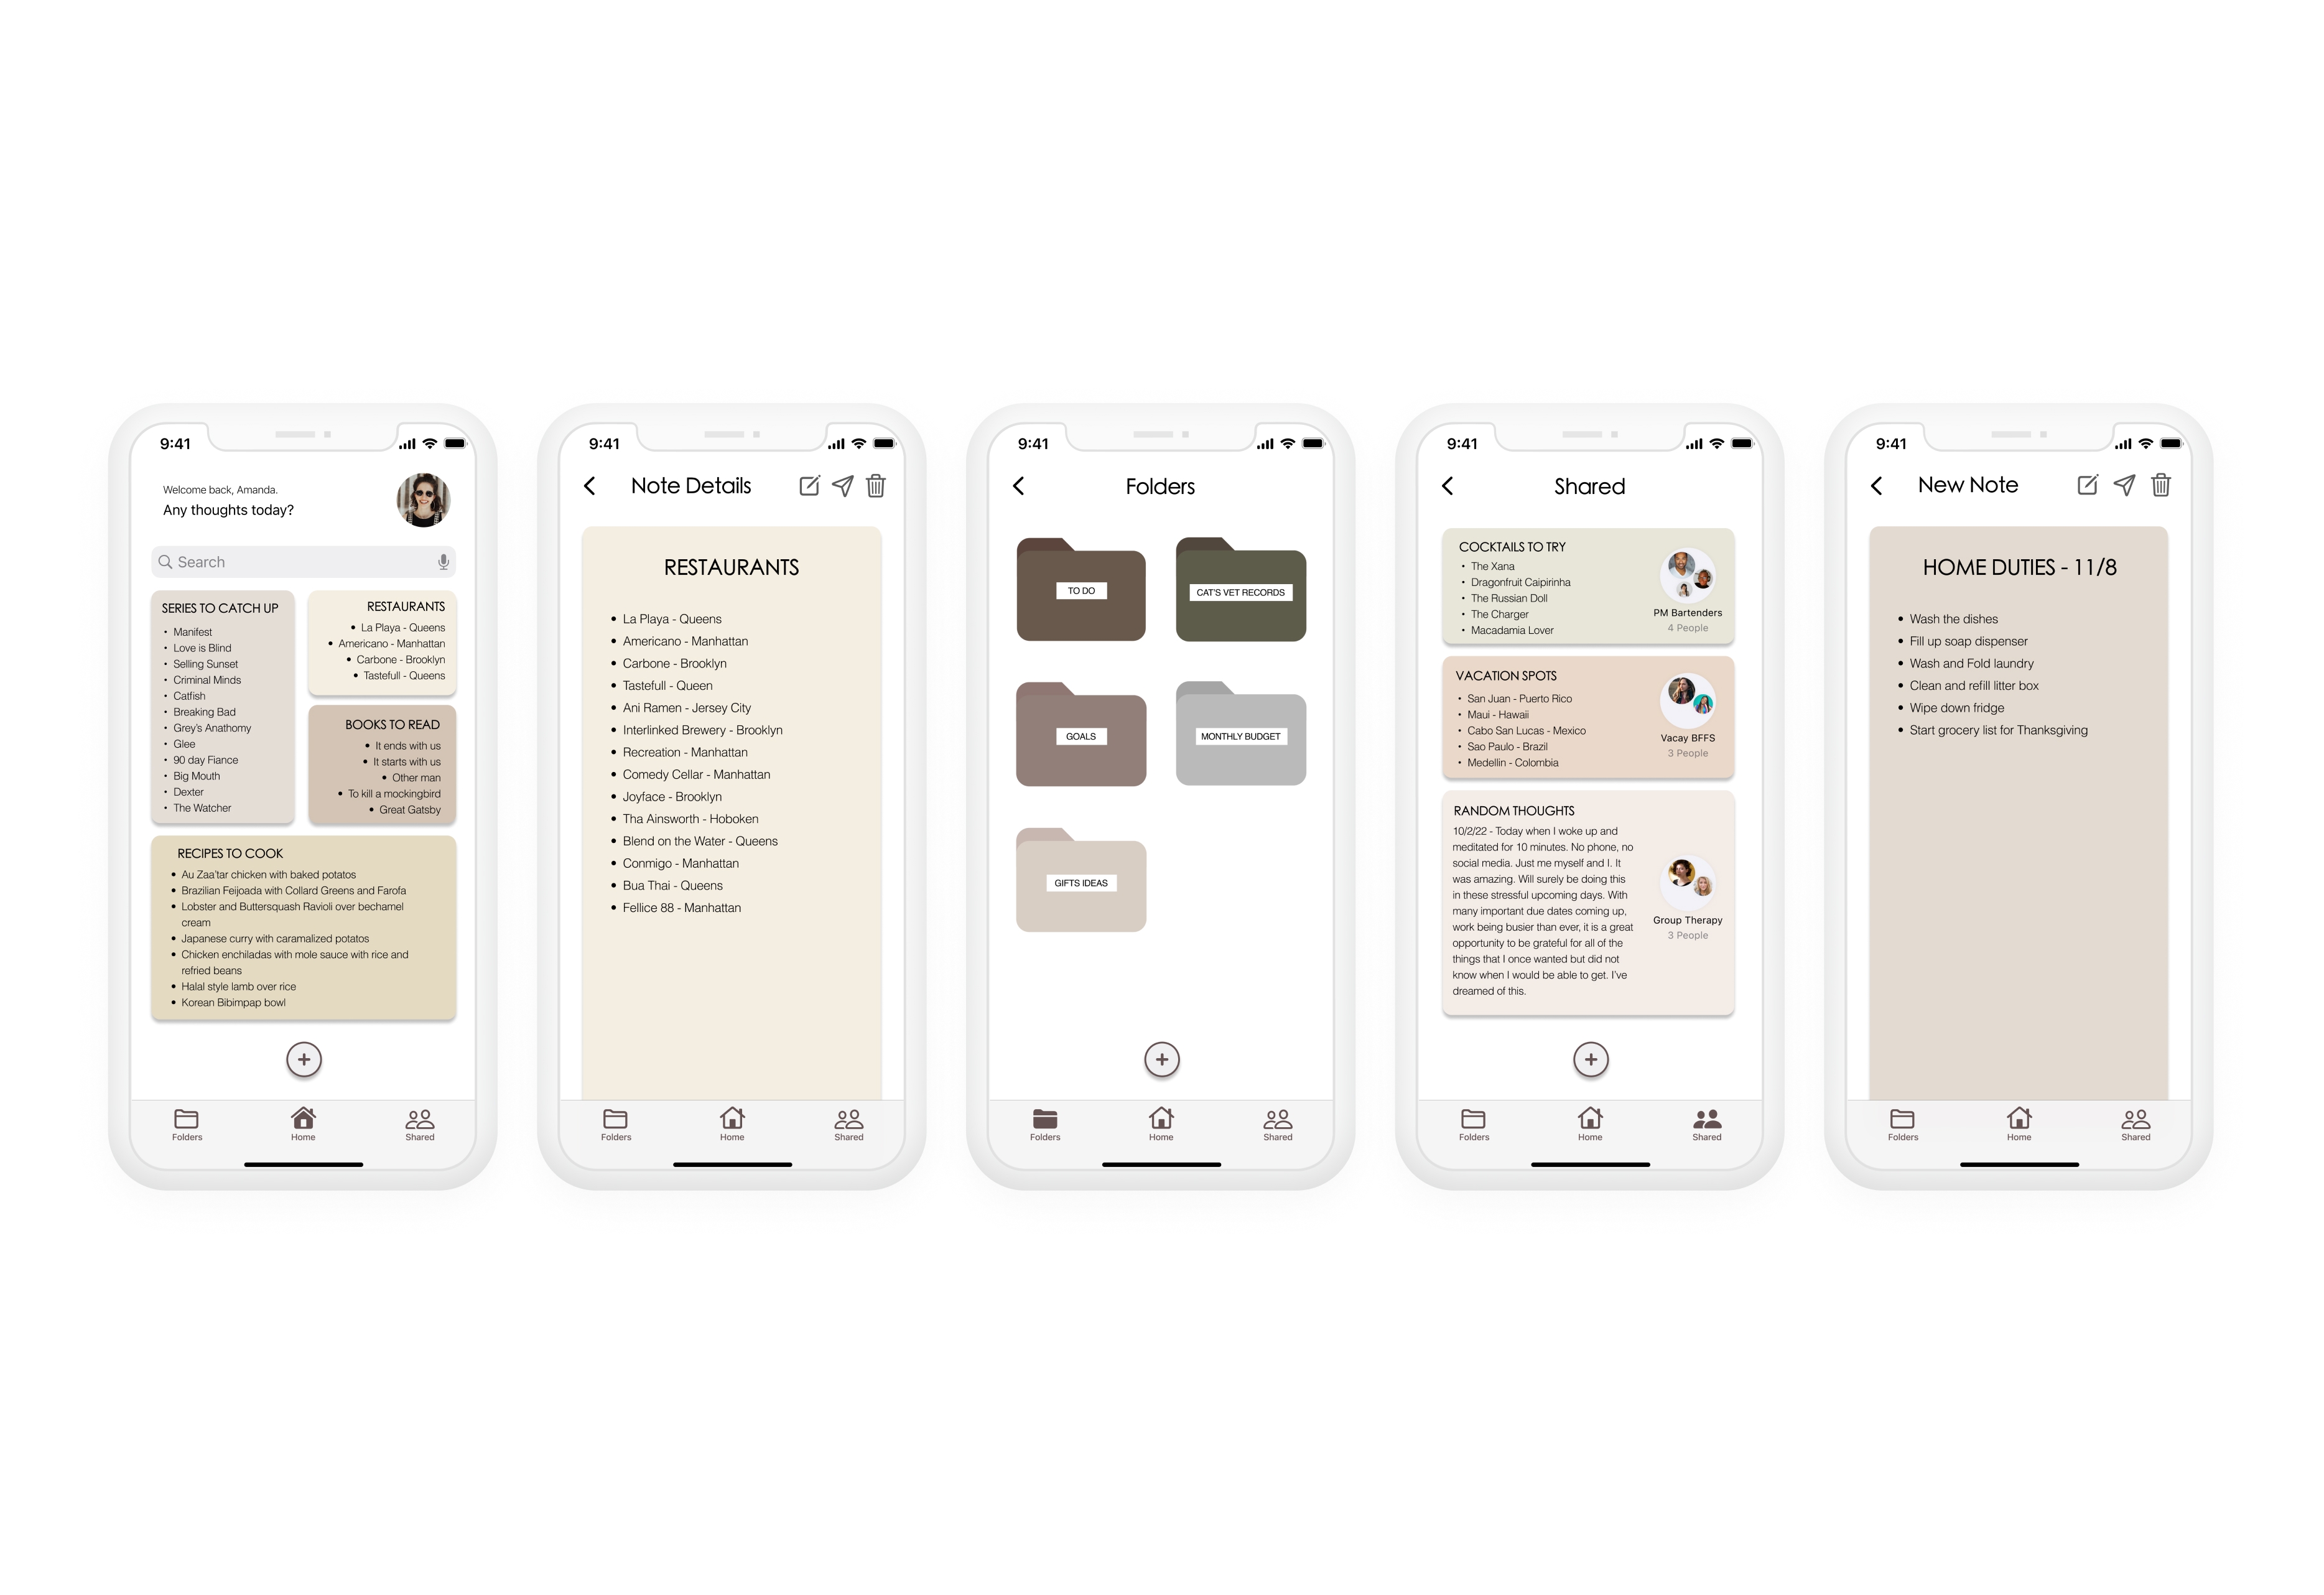 9:41
Welcome back, Amanda.
Any thoughts today?
Search
SERIES TO CATCH UP
• Manifest
• Love is Blind
• Selling Sunset
• Criminal Minds
• Catfish
• Breaking Bad
• Grey's Anathomy
• Glee
• 90 day Fiance
• Big Mouth
• Dexter
• The Watcher
RESTAURANTS
• La Playa - Queens
• Americano - Manhattan
• Carbone - Brooklyn
• Tastefull - Queens
BOOKS TO READ
• It ends with us
• It starts with us
• Other man
• To kill a mockingbird
• Great Gatsby
RECIPES TO COOK
• Au Zaa'tar chicken with baked potatos
• Brazilian Feijoada with Collard Greens and Farofa
• Lobster and Buttersquash Ravioli over bechamel
cream
• Japanese curry with caramalized potatos
• Chicken enchiladas with mole sauce with rice and
refried beans
• Halal style lamb over rice
• Korean Bibimpap bowl
Folders
Home
Shared
9:41
Note Details
RESTAURANTS
• La Playa - Queens
• Americano - Manhattan
• Carbone - Brooklyn
• Tastefull - Queen
• Ani Ramen - Jersey City
• Interlinked Brewery - Brooklyn
• Recreation - Manhattan
• Comedy Cellar - Manhattan
• Joyface - Brooklyn
• Tha Ainsworth - Hoboken
• Blend on the Water - Queens
• Conmigo - Manhattan
• Bua Thai - Queens
• Fellice 88 - Manhattan
Folders
Home
Shared
9:41
Folders
TO DO
CAT'S VET RECORDS
GOALS
MONTHLY BUDGET
GIFTS IDEAS
Folders
Home
Shared
9:41
Shared
COCKTAILS TO TRY
• The Xana
• Dragonfruit Caipirinha
• The Russian Doll
• The Charger
• Macadamia Lover
PM Bartenders
4 People
VACATION SPOTS
• San Juan - Puerto Rico
• Maui - Hawaii
• Cabo San Lucas - Mexico
• Sao Paulo - Brazil
• Medellin - Colombia
Vacay BFFS
3 People
RANDOM THOUGHTS
10/2/22 - Today when I woke up and
meditated for 10 minutes. No phone, no
social media. Just me myself and I. It
was amazing. Will surely be doing this
in these stressful upcoming days. With
many important due dates coming up,
work being busier than ever, it is a great
opportunity to be grateful for all of the
things that I once wanted but did not
know when I would be able to get. I've
dreamed of this.
Group Therapy
3 People
Folders
Home
Shared
9:41
New Note
HOME DUTIES - 11/8
• Wash the dishes
• Fill up soap dispenser
• Wash and Fold laundry
• Clean and refill litter box
• Wipe down fridge
• Start grocery list for Thanksgiving
Folders
Home
Shared